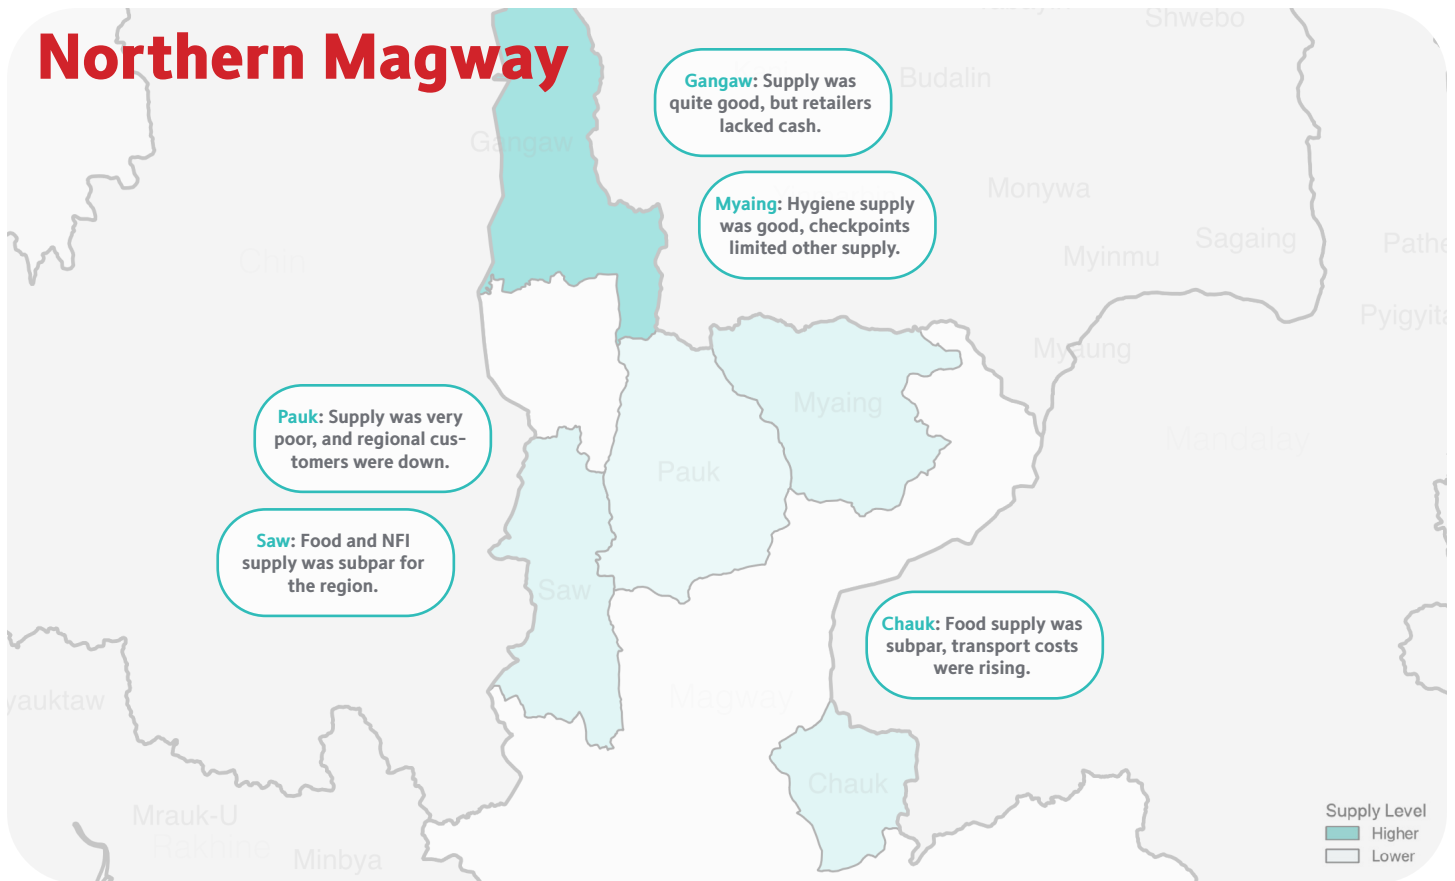 Northern Magway
Shwebo
Budalin
Gangaw: Supply was
quite good, but retailers
lacked cash.
Gangaw
Monywa
Myaing: Hygiene supply
was good, checkpoints
limited other supply.
Sagaing
Myinmu
Chin
Myaung
Myaing
Mandalay
Pauk: Supply was very
poor, and regional cus-
tomers were down.
Pauk
Saw: Food and NFI
supply was subpar for
the region.
Saw
Chauk: Food supply was
subpar, transport costs
were rising.
Magway
yauktaw
Chauk
Mrauk-U
Rakhine
Minbya
Supply Level
Higher
Lower